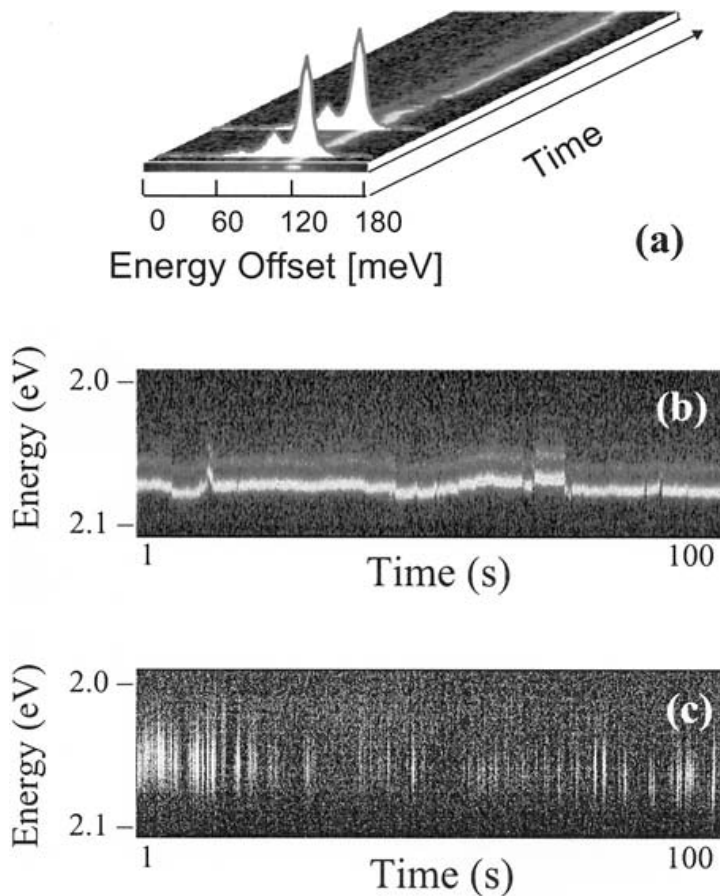 Time
0 60 120 180
(a)
Energy Offset [meV]
Energy (eV)
2.0
(b)
2.1
1 100
Time (s)
Energy (eV)
2.0
(c)
2.1
1 100
Time (s)